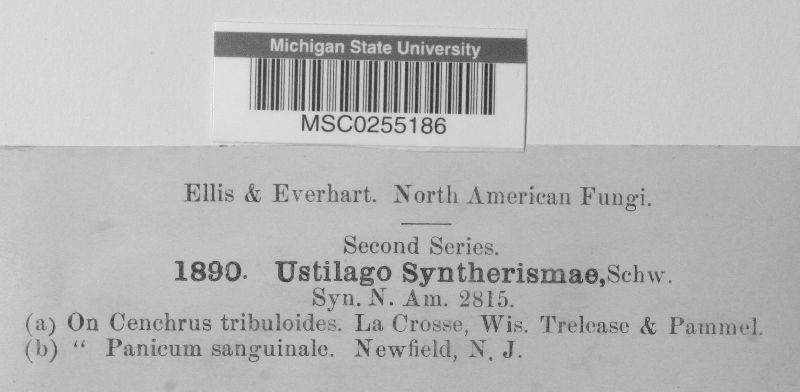 Michigan State University
MSC0255186
Ellis & Everhart. North American Fungi.
Second Series.
1890. Ustilago Syntherismae, Schw.
Syn. N. Am. 2815.
(a) On Cenchrus tribuloides. La Crosse, Wis. Trelease & Pammel.
(b) “ Panicum sanguinale. Newfield, N. J.